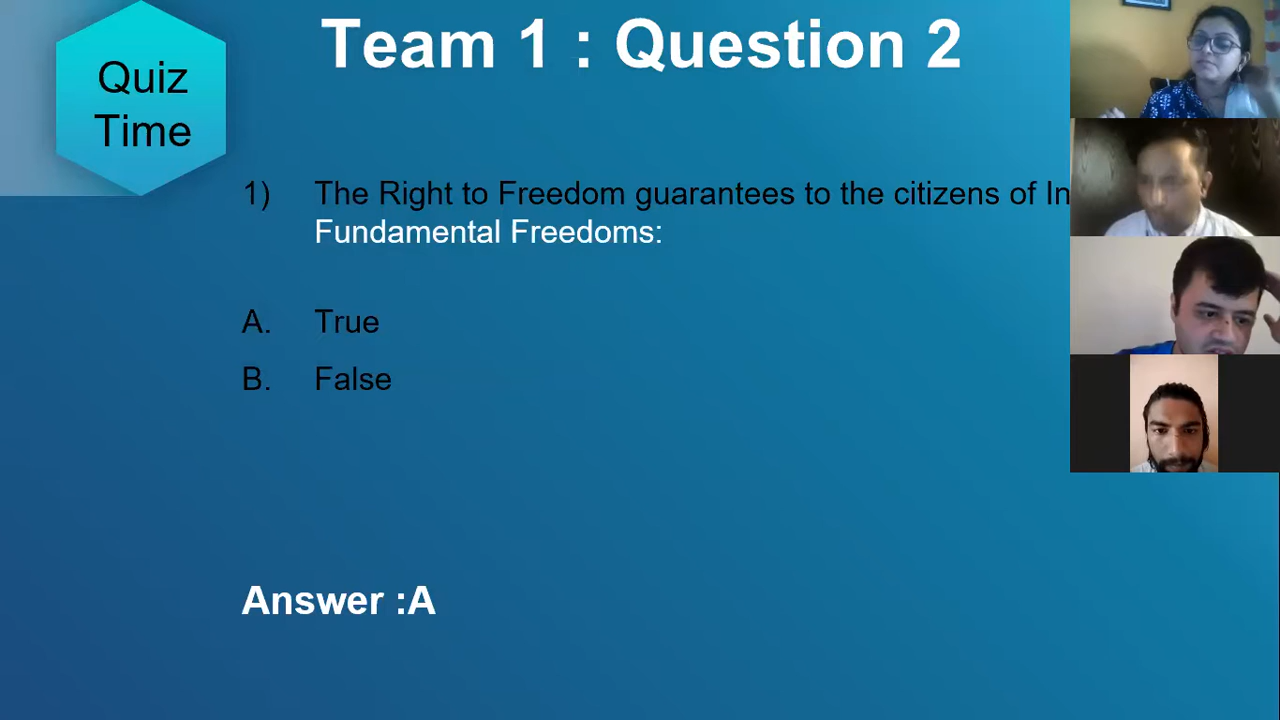 Quiz
Time
Team 1 : Question 2
1) The Right to Freedom guarantees to the citizens of
Fundamental Freedoms:
A. True
B. False
Answer :A